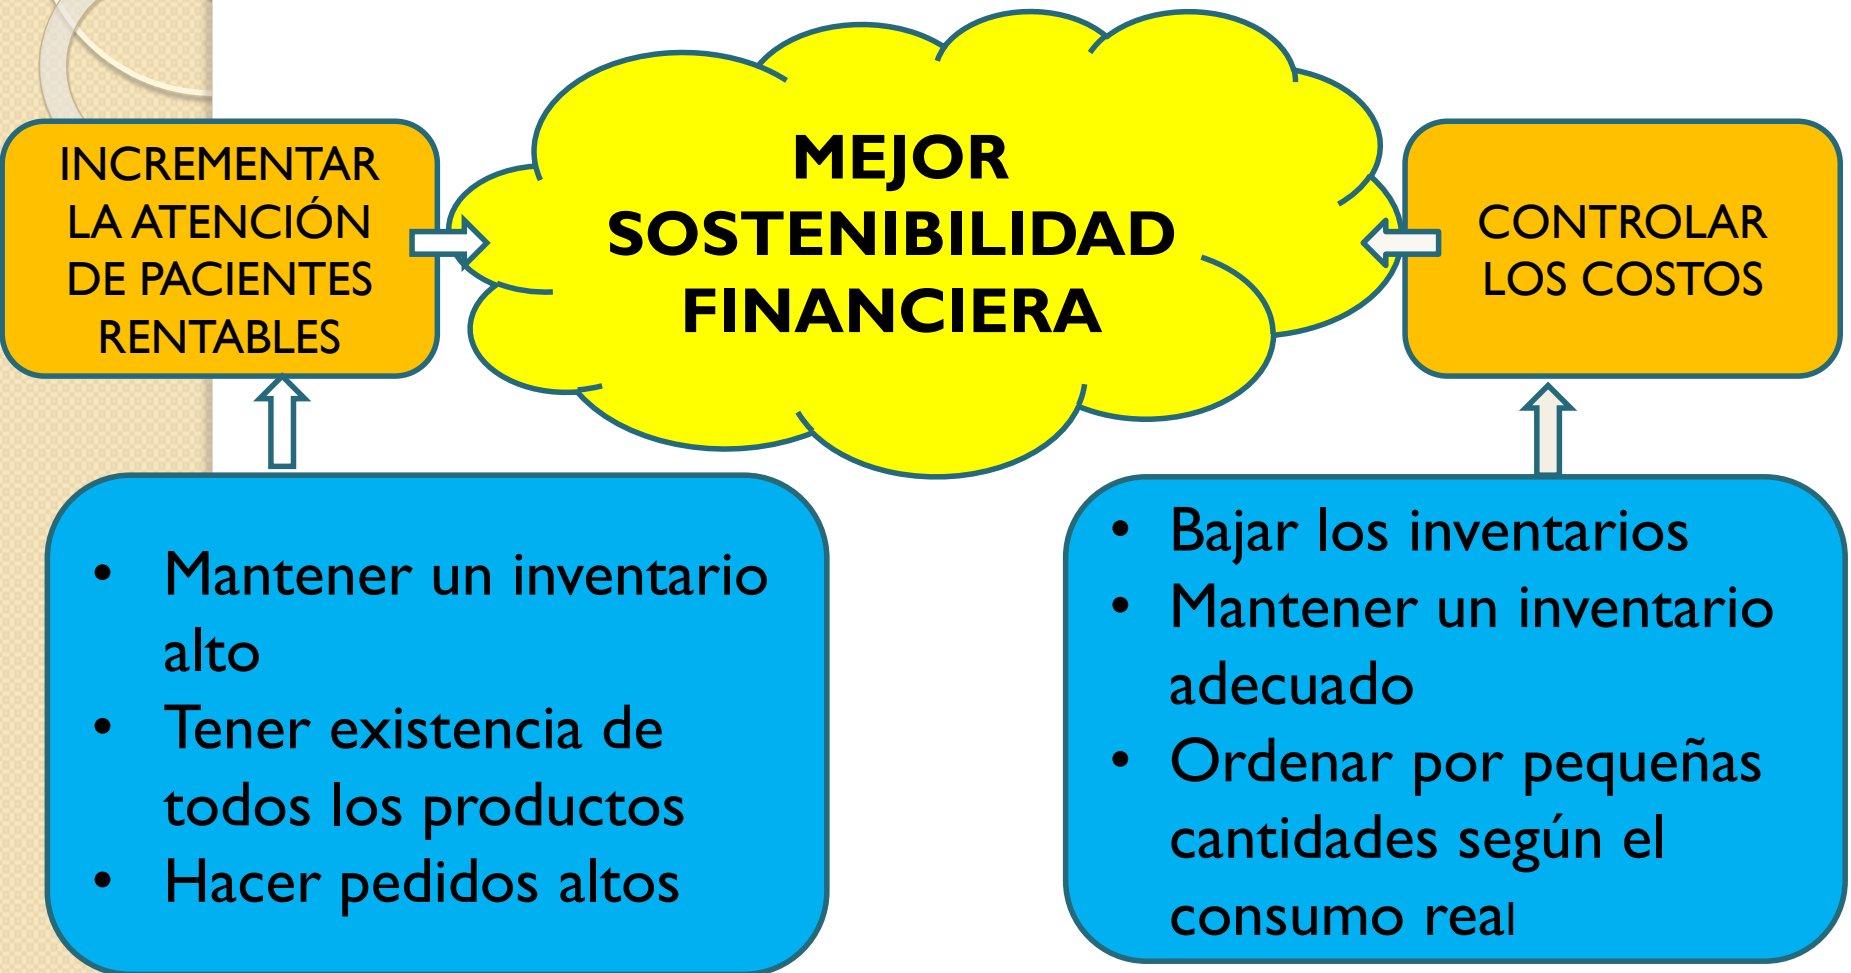 INCREMENTAR
LA ATENCIÓN
DE PACIENTES
RENTABLES
MEJOR
SOSTENIBILIDAD
FINANCIERA
CONTROLAR
LOS COSTOS
• Mantener un inventario
alto
• Tener existencia de
todos los productos
• Hacer pedidos altos
• Bajar los inventarios
• Mantener un inventario
adecuado
• Ordenar por pequeñas
cantidades según el
consumo real